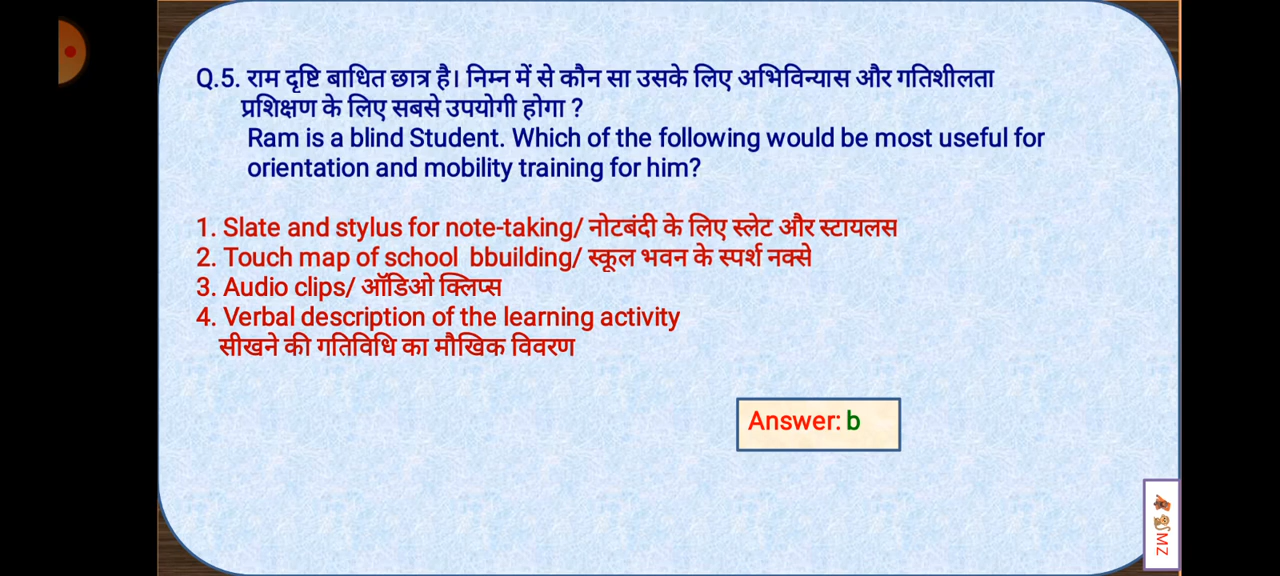 Q.5. राम दृष्टि बाधित छात्र है। निम्न में से कौन सा उसके लिए अभिविन्यास और गतिशीलता
प्रशिक्षण के लिए सबसे उपयोगी होगा ?
Ram is a blind Student. Which of the following would be most useful for
orientation and mobility training for him?
1. Slate and stylus for note-taking/ नोटबंदी के लिए स्लेट और स्टायलस
2. Touch map of school bbuilding/ स्कूल भवन के स्पर्श नक्से
3. Audio clips/ ऑडिओ क्लिप्स
4. Verbal description of the learning activity
सीखने की गतिविधि का मौखिक विवरण
Answer: b
MZ